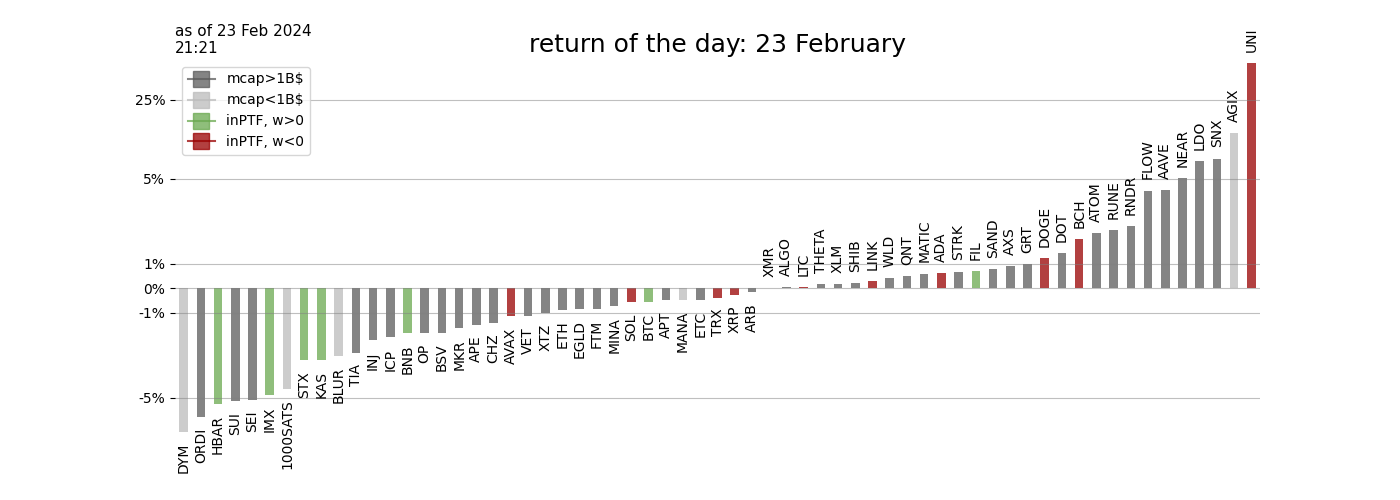 as of 23 Feb 2024
21:21
return of the day: 23 February
mcap>1B$
mcap<1B$
inPTF, w>0
inPTF, w<0
25%
5%
1%
0%
-1%
-5%
DYM
ORDI
HBAR
SUI
SEI
IMX
1000SATS
STX
KAS
BLUR
TIA
INJ
ICP
BNB
OP
BSV
MKR
APE
CHZ
AVAX
VET
XTZ
ETH
EGLD
FTM
MINA
SOL
BTC
APT
MANA
ETC
TRX
XRP
ARB
XMR
ALGO
LTC
THETA
XLM
SHIB
LINK
WLD
QNT
MATIC
ADA
STRK
FIL
SAND
AXS
GRT
DOGE
DOT
BCH
ATOM
RUNE
RNDR
FLOW
AAVE
NEAR
LDO
SNX
AGIX
UNI